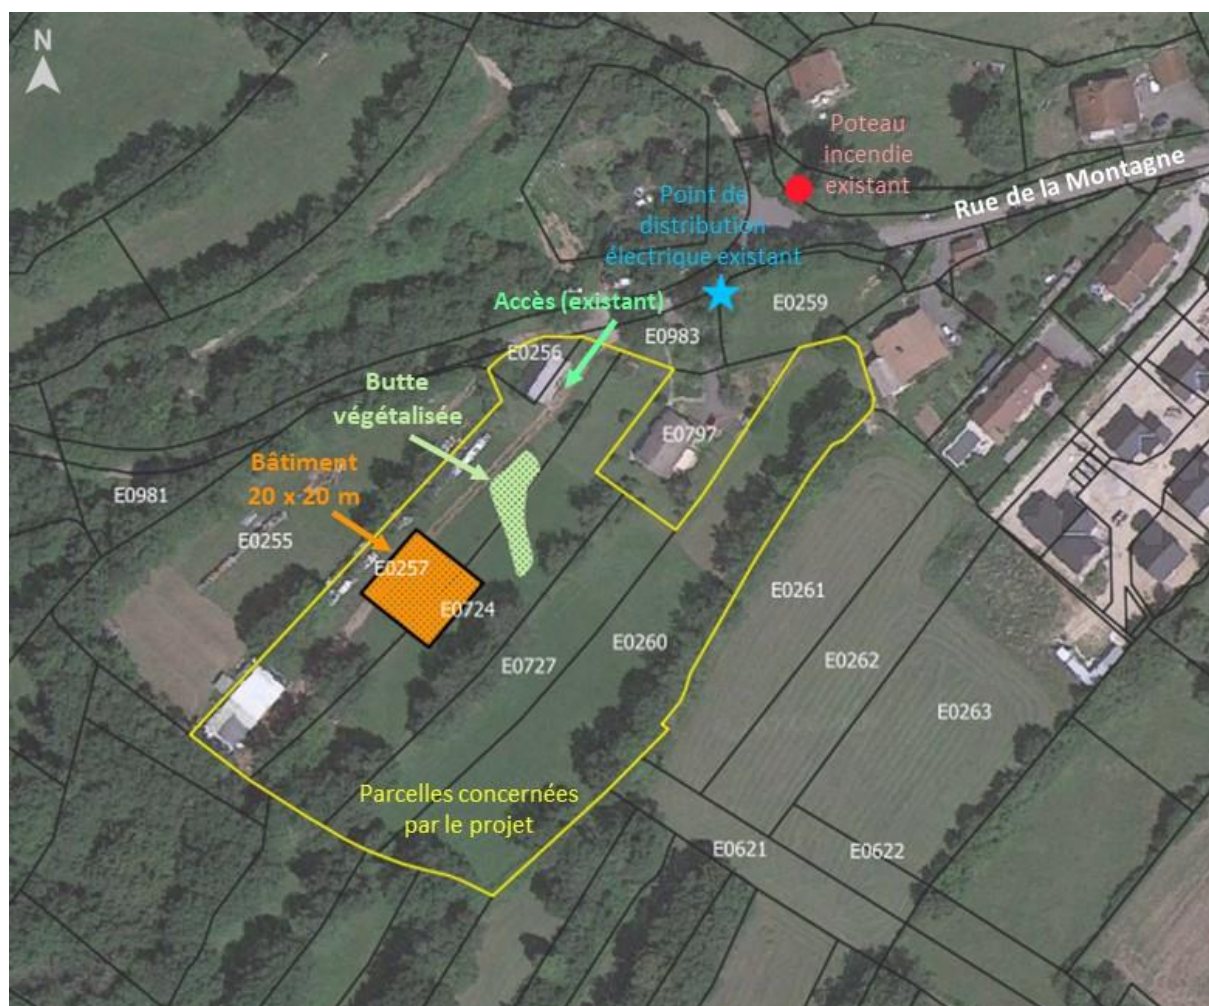 N
Poteau
incendie
existant
Rue de la Montagne
Point de
distribution
électrique existant
Accès (existant)
E0259
E0983
E0256
Butte
végétalisée
E0797
Bâtiment
20 x 20 m
E0981
E0255
E0257
E0724
E0261
E0260
E0727
E0262
E0263
Parcelles concernées
par le projet
E0621
E0622